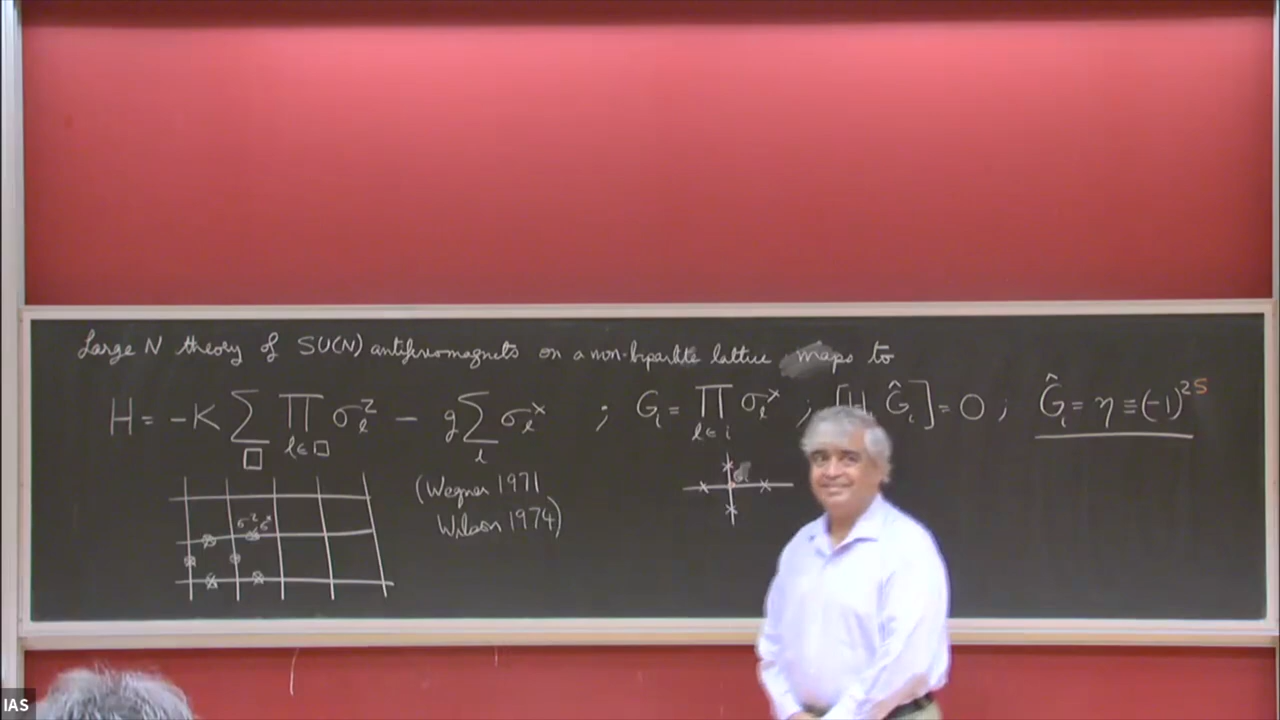 Large N theory of SU(N) antiferromagnets on a non-bipartite lattice maps to
H = -K ∑_□ ∏_{ℓ∈□} σ_ℓ^z - g ∑_ℓ σ_ℓ^x ; G_i = ∏_{ℓ∈i} σ_ℓ^x ; [H, Ĝ_i] = 0 ; Ĝ_i = η ≡ (-1)^{2S}
(Wegner 1971
Wilson 1974)
σ^z σ^x
i
IAS